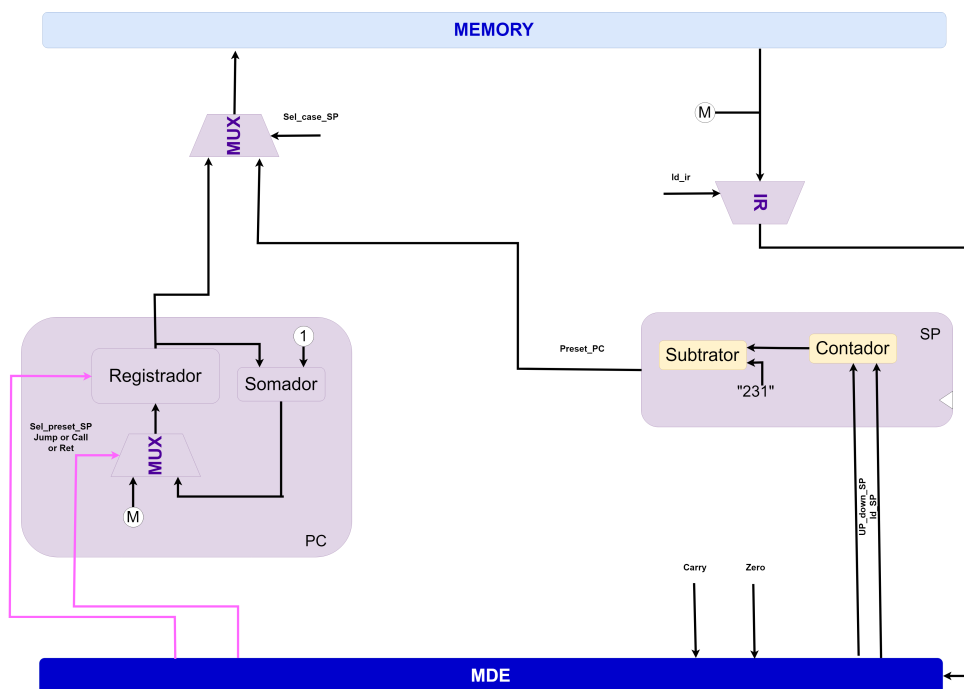 MEMORY
MUX
Sel_case_SP
M
ld_ir
IR
1
Registrador
Somador
Sel_preset_SP
Jump or Call
or Ret
MUX
M
PC
Preset_PC
SP
Subtrator
Contador
"231"
UP_down_SP
ld_SP
Carry
Zero
MDE